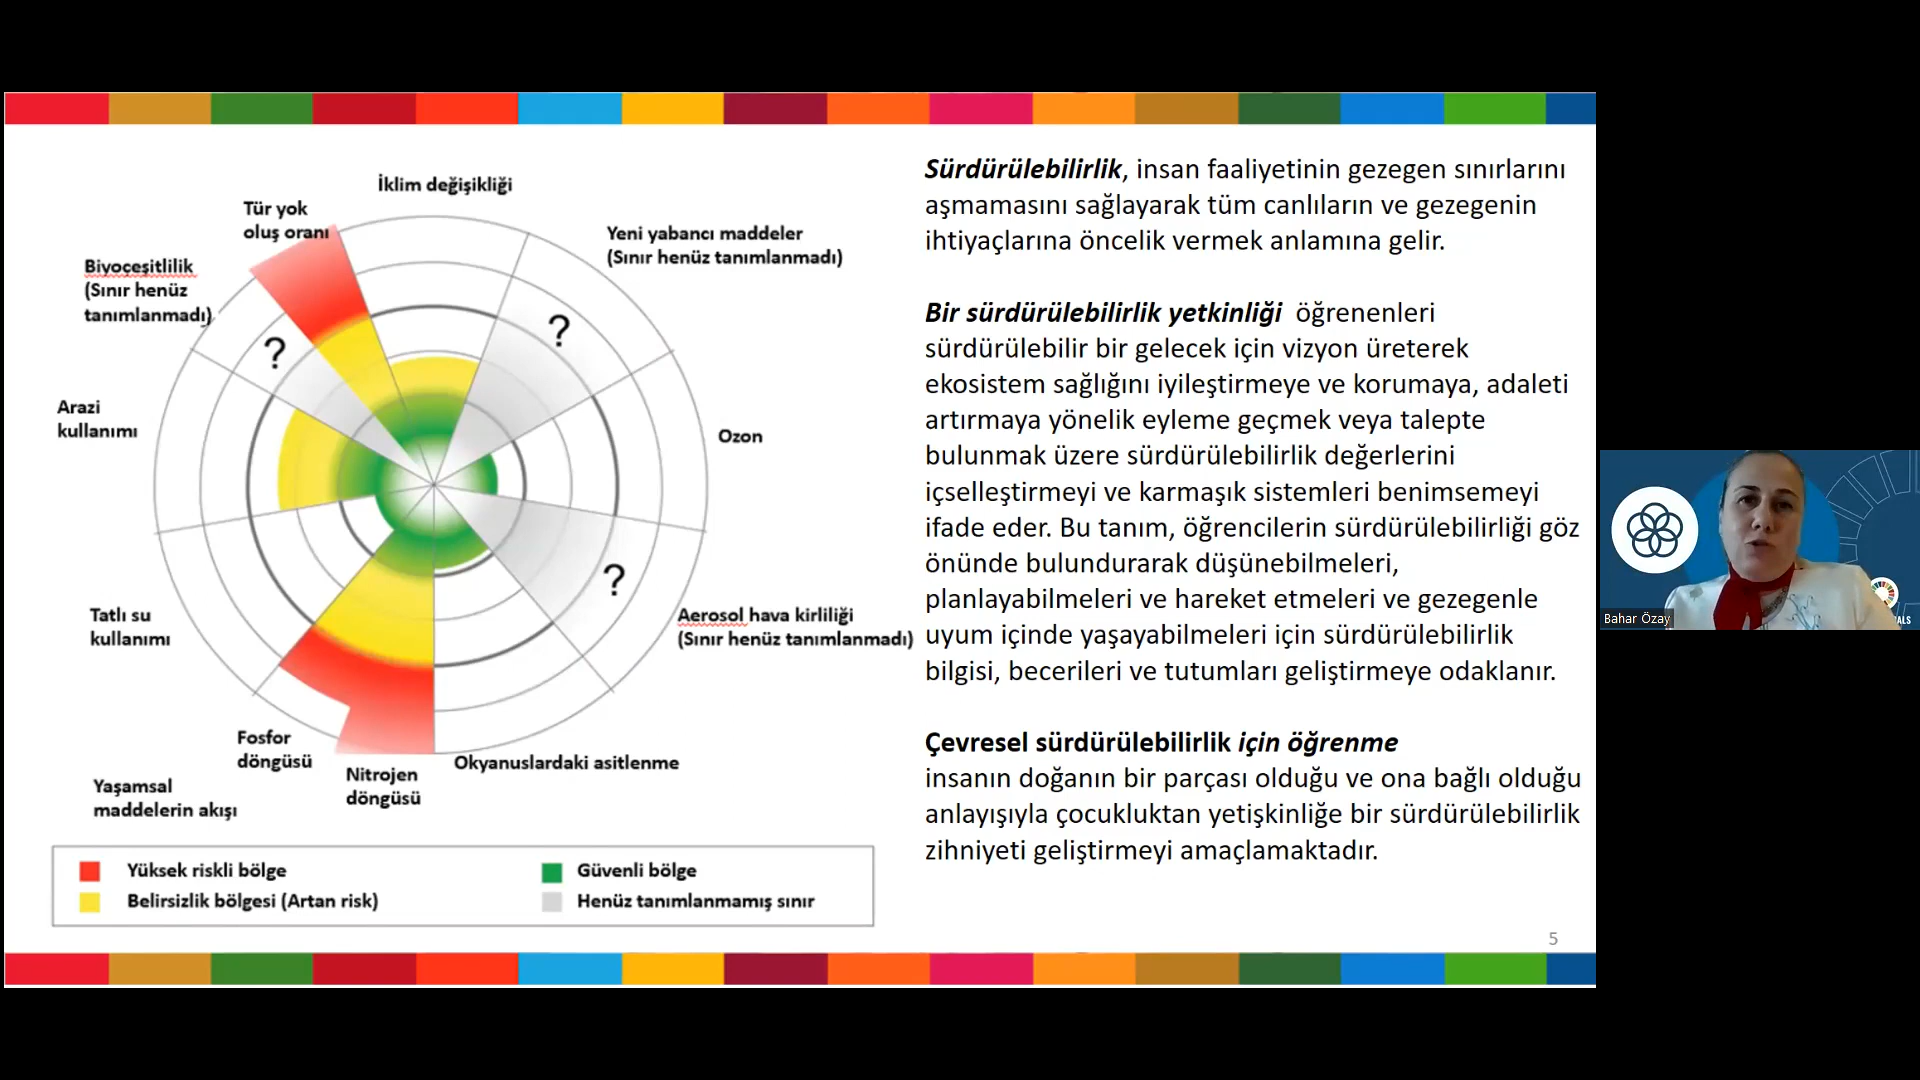 İklim değişikliği
Tür yok
oluş oranı
Yeni yabancı maddeler
(Sınır henüz tanımlanmadı)
Biyoçeşitlilik
(Sınır henüz
tanımlanmadı)
?
?
Arazi
kullanımı
Ozon
?
Tatlı su
kullanımı
Aerosol hava kirliliği
(Sınır henüz tanımlanmadı)
Fosfor
döngüsü
Nitrojen
döngüsü
Okyanuslardaki asitlenme
Yaşamsal
maddelerin akışı
Yüksek riskli bölge
Güvenli bölge
Belirsizlik bölgesi (Artan risk)
Henüz tanımlanmamış sınır
Sürdürülebilirlik, insan faaliyetinin gezegen sınırlarını
aşmamasını sağlayarak tüm canlıların ve gezegenin
ihtiyaçlarına öncelik vermek anlamına gelir.
Bir sürdürülebilirlik yetkinliği öğrenenleri
sürdürülebilir bir gelecek için vizyon üreterek
ekosistem sağlığını iyileştirmeye ve korumaya, adaleti
artırmaya yönelik eyleme geçmek veya talepte
bulunmak üzere sürdürülebilirlik değerlerini
içselleştirmeyi ve karmaşık sistemleri benimsemeyi
ifade eder. Bu tanım, öğrencilerin sürdürülebilirliği göz
önünde bulundurarak düşünebilmeleri,
planlayabilmeleri ve hareket etmeleri ve gezegenle
uyum içinde yaşayabilmeleri için sürdürülebilirlik
bilgisi, becerileri ve tutumları geliştirmeye odaklanır.
Çevresel sürdürülebilirlik için öğrenme
insanın doğanın bir parçası olduğu ve ona bağlı olduğu
anlayışıyla çocukluktan yetişkinliğe bir sürdürülebilirlik
zihniyeti geliştirmeyi amaçlamaktadır.
5
Bahar Özay